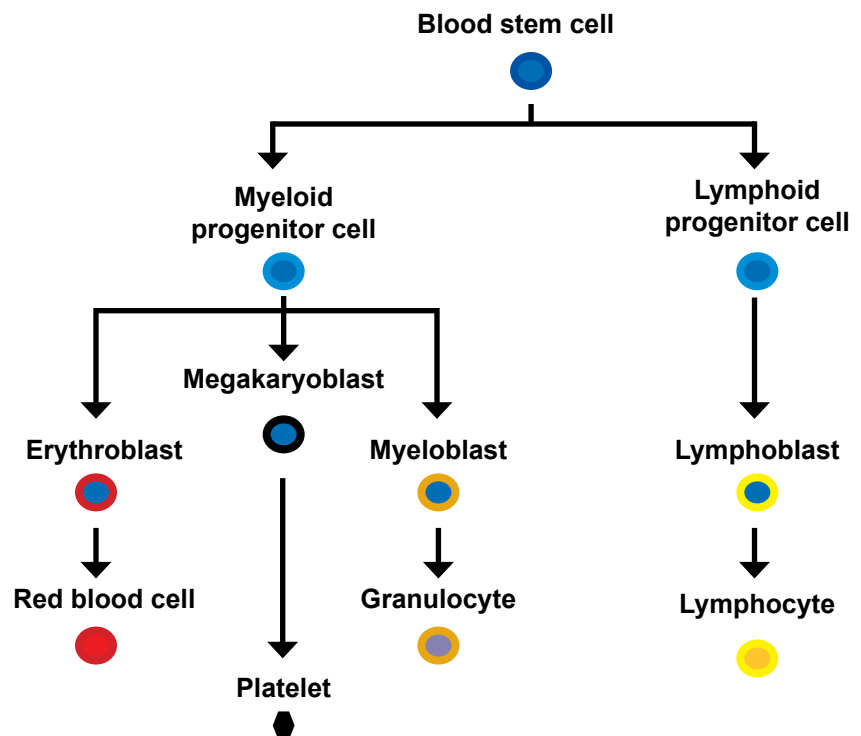 Blood stem cell
Myeloid
progenitor cell
Lymphoid
progenitor cell
Megakaryoblast
Erythroblast
Myeloblast
Lymphoblast
Red blood cell
Granulocyte
Lymphocyte
Platelet